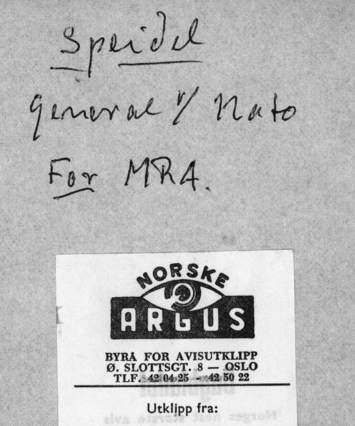 Speidel
General v/ Nato
For MRA.
NORSKE
ARGUS
BYRÅ FOR AVISUTKLIPP
Ø. SLOTTSGT. 8 — OSLO
TLF. 42 04 25 - 42 50 22
Utklipp fra: